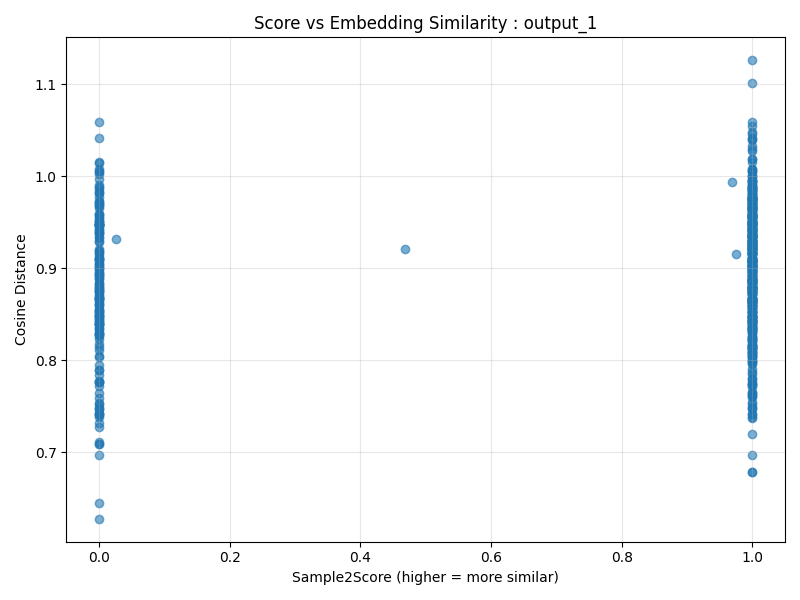 Score vs Embedding Similarity : output_1
1.1
1.0
0.9
0.8
0.7
Cosine Distance
0.0 0.2 0.4 0.6 0.8 1.0
Sample2Score (higher = more similar)